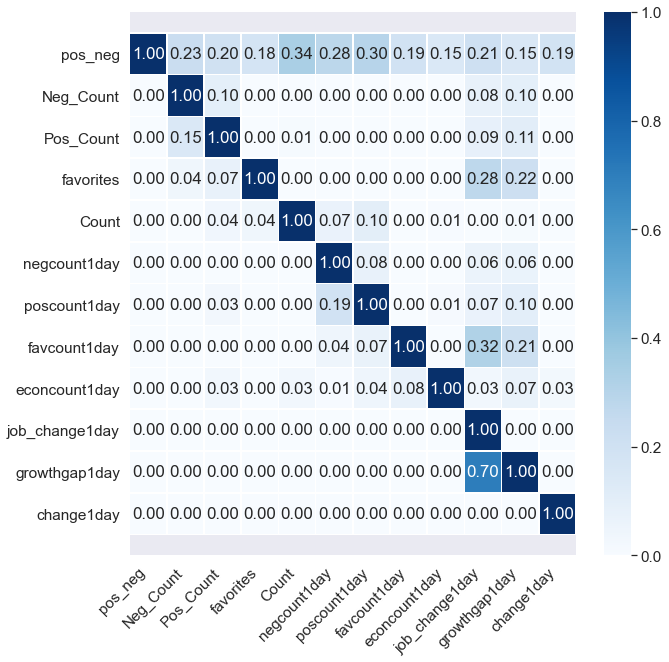 pos_neg 1.00 0.23 0.20 0.18 0.34 0.28 0.30 0.19 0.15 0.21 0.15 0.19
Neg_Count 0.00 1.00 0.10 0.00 0.00 0.00 0.00 0.00 0.00 0.08 0.10 0.00
Pos_Count 0.00 0.15 1.00 0.00 0.01 0.00 0.00 0.00 0.00 0.09 0.11 0.00
favorites 0.00 0.04 0.07 1.00 0.00 0.00 0.00 0.00 0.00 0.28 0.22 0.00
Count 0.00 0.00 0.04 0.04 1.00 0.07 0.10 0.00 0.01 0.00 0.01 0.00
negcount1day 0.00 0.00 0.00 0.00 0.00 1.00 0.08 0.00 0.00 0.06 0.06 0.00
poscount1day 0.00 0.00 0.03 0.00 0.00 0.19 1.00 0.00 0.01 0.07 0.10 0.00
favcount1day 0.00 0.00 0.00 0.00 0.00 0.04 0.07 1.00 0.00 0.32 0.21 0.00
econcount1day 0.00 0.00 0.03 0.00 0.03 0.01 0.04 0.08 1.00 0.03 0.07 0.03
job_change1day 0.00 0.00 0.00 0.00 0.00 0.00 0.00 0.00 0.00 1.00 0.00 0.00
growthgap1day 0.00 0.00 0.00 0.00 0.00 0.00 0.00 0.00 0.00 0.70 1.00 0.00
change1day 0.00 0.00 0.00 0.00 0.00 0.00 0.00 0.00 0.00 0.00 0.00 1.00
pos_neg Neg_Count Pos_Count favorites Count negcount1day poscount1day favcount1day econcount1day job_change1day growthgap1day change1day
1.0
0.8
0.6
0.4
0.2
0.0